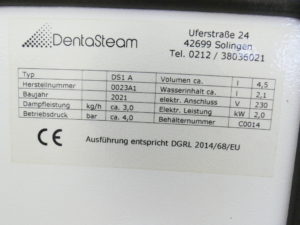 DentaSteam
Uferstraße 24
42699 Solingen
Tel. 0212 / 38036021
Typ DS1 A Volumen ca. l 4,5
Herstellnummer 0023A1 Wasserinhalt ca. l 2,1
Baujahr 2021 elektr. Anschluß V 230
Dampfleistung kg/h ca. 3,0 elektr. Leistung kW 2,0
Betriebsdruck bar ca. 4,0 Behälternummer C0014
CE Ausführung entspricht DGRL 2014/68/EU